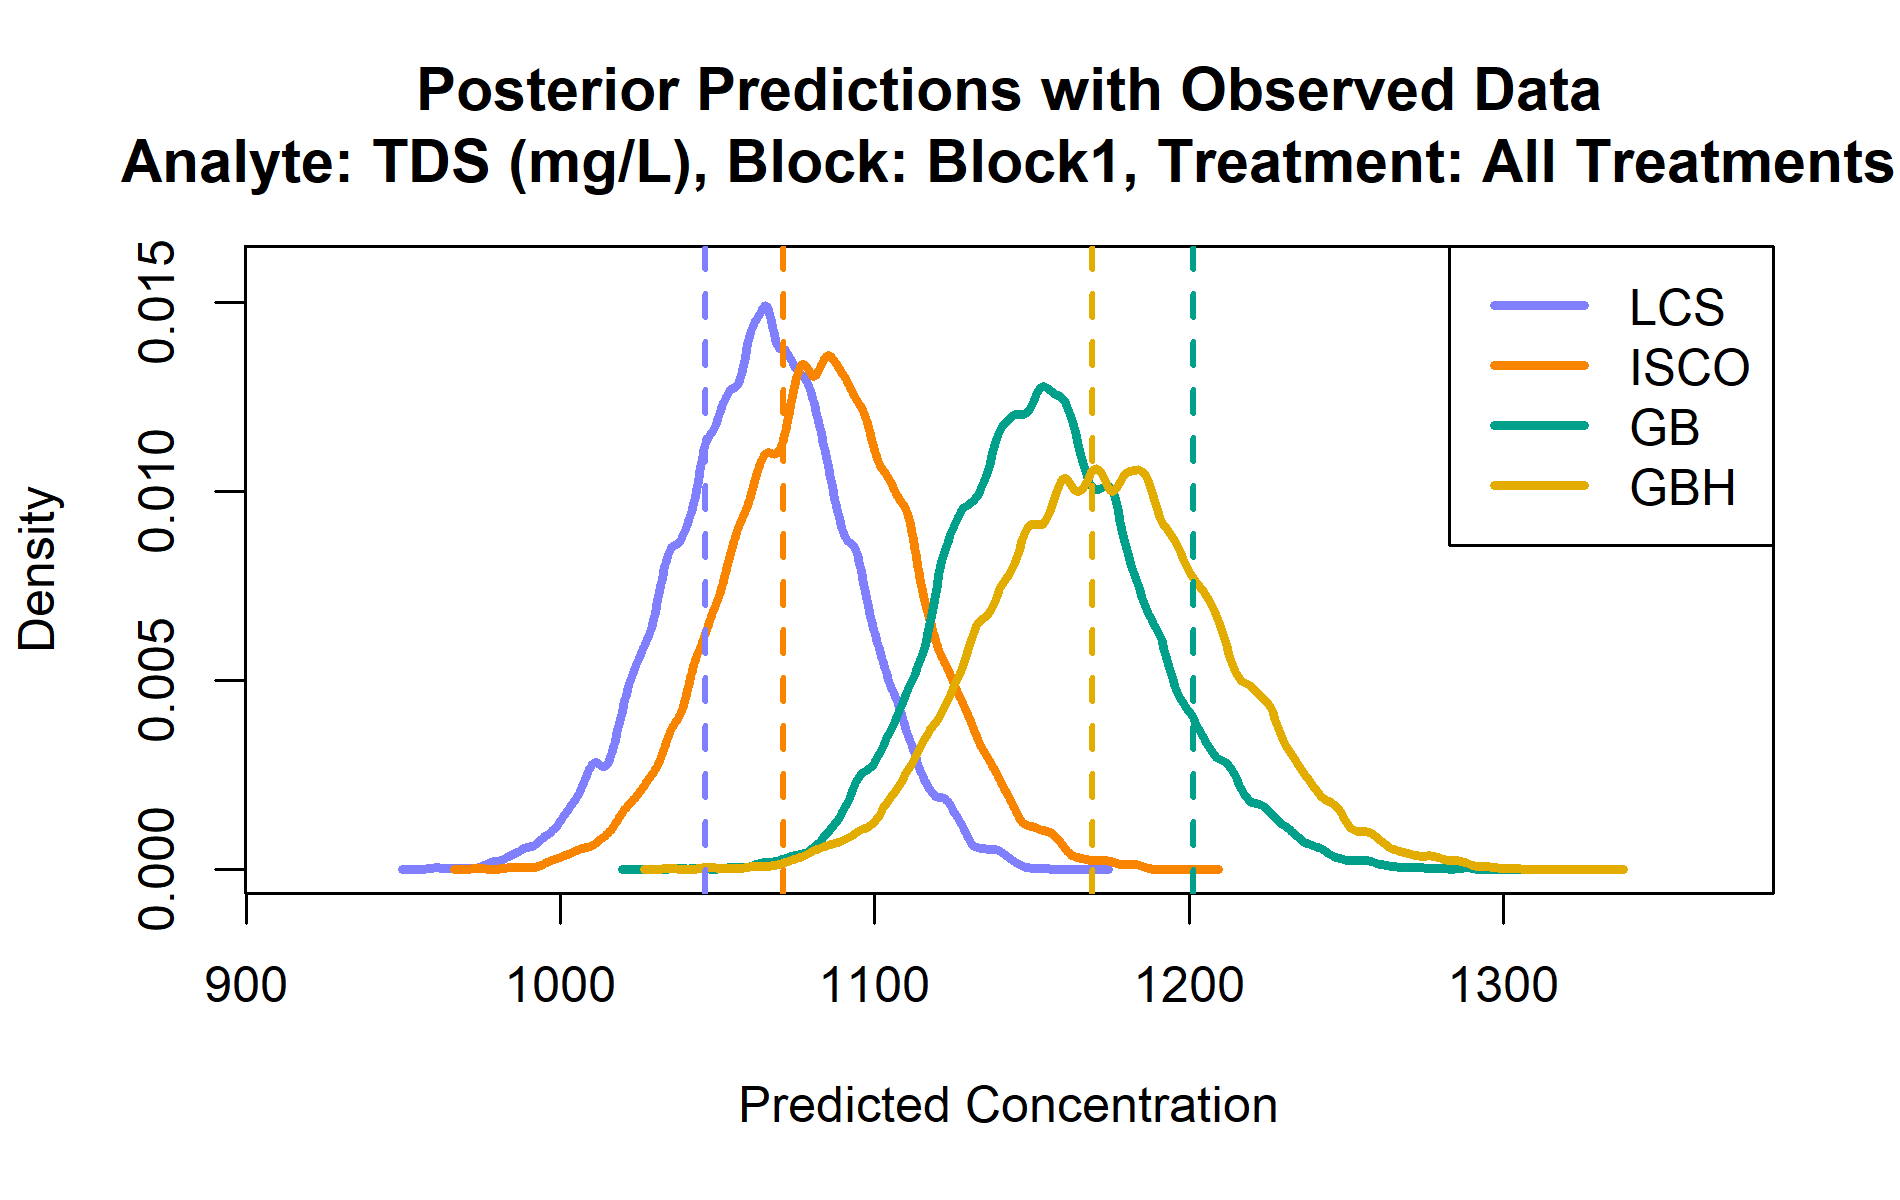 Posterior Predictions with Observed Data
Analyte: TDS (mg/L), Block: Block1, Treatment: All Treatments
LCS
ISCO
GB
GBH
Density
0.015
0.010
0.005
0.000
900
1000
1100
1200
1300
Predicted Concentration